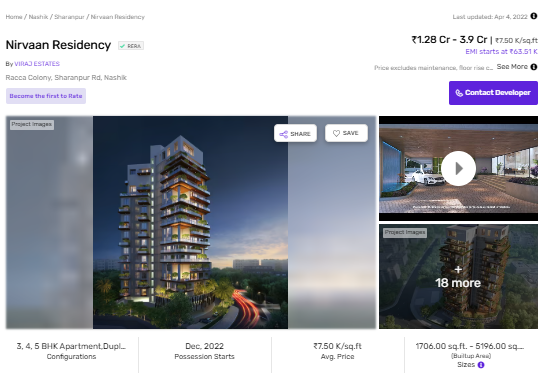 Home / Nashik / Sharanpur / Nirvaan Residency
Last updated: Apr 4, 2022
Nirvaan Residency
RERA
₹1.28 Cr - 3.9 Cr | ₹7.50 K/sq.ft
EMI starts at ₹63.51 K
By VIRAJ ESTATES
Racca Colony, Sharanpur Rd, Nashik
Price excludes maintenance, floor rise c... See More
Become the first to Rate
Contact Developer
Project Images
SHARE
SAVE
Project Images
+
18 more
3, 4, 5 BHK Apartment,Dupl...
Configurations
Dec, 2022
Possession Starts
₹7.50 K/sq.ft
Avg. Price
1706.00 sq.ft. - 5196.00 sq....
(Builtup Area)
Sizes